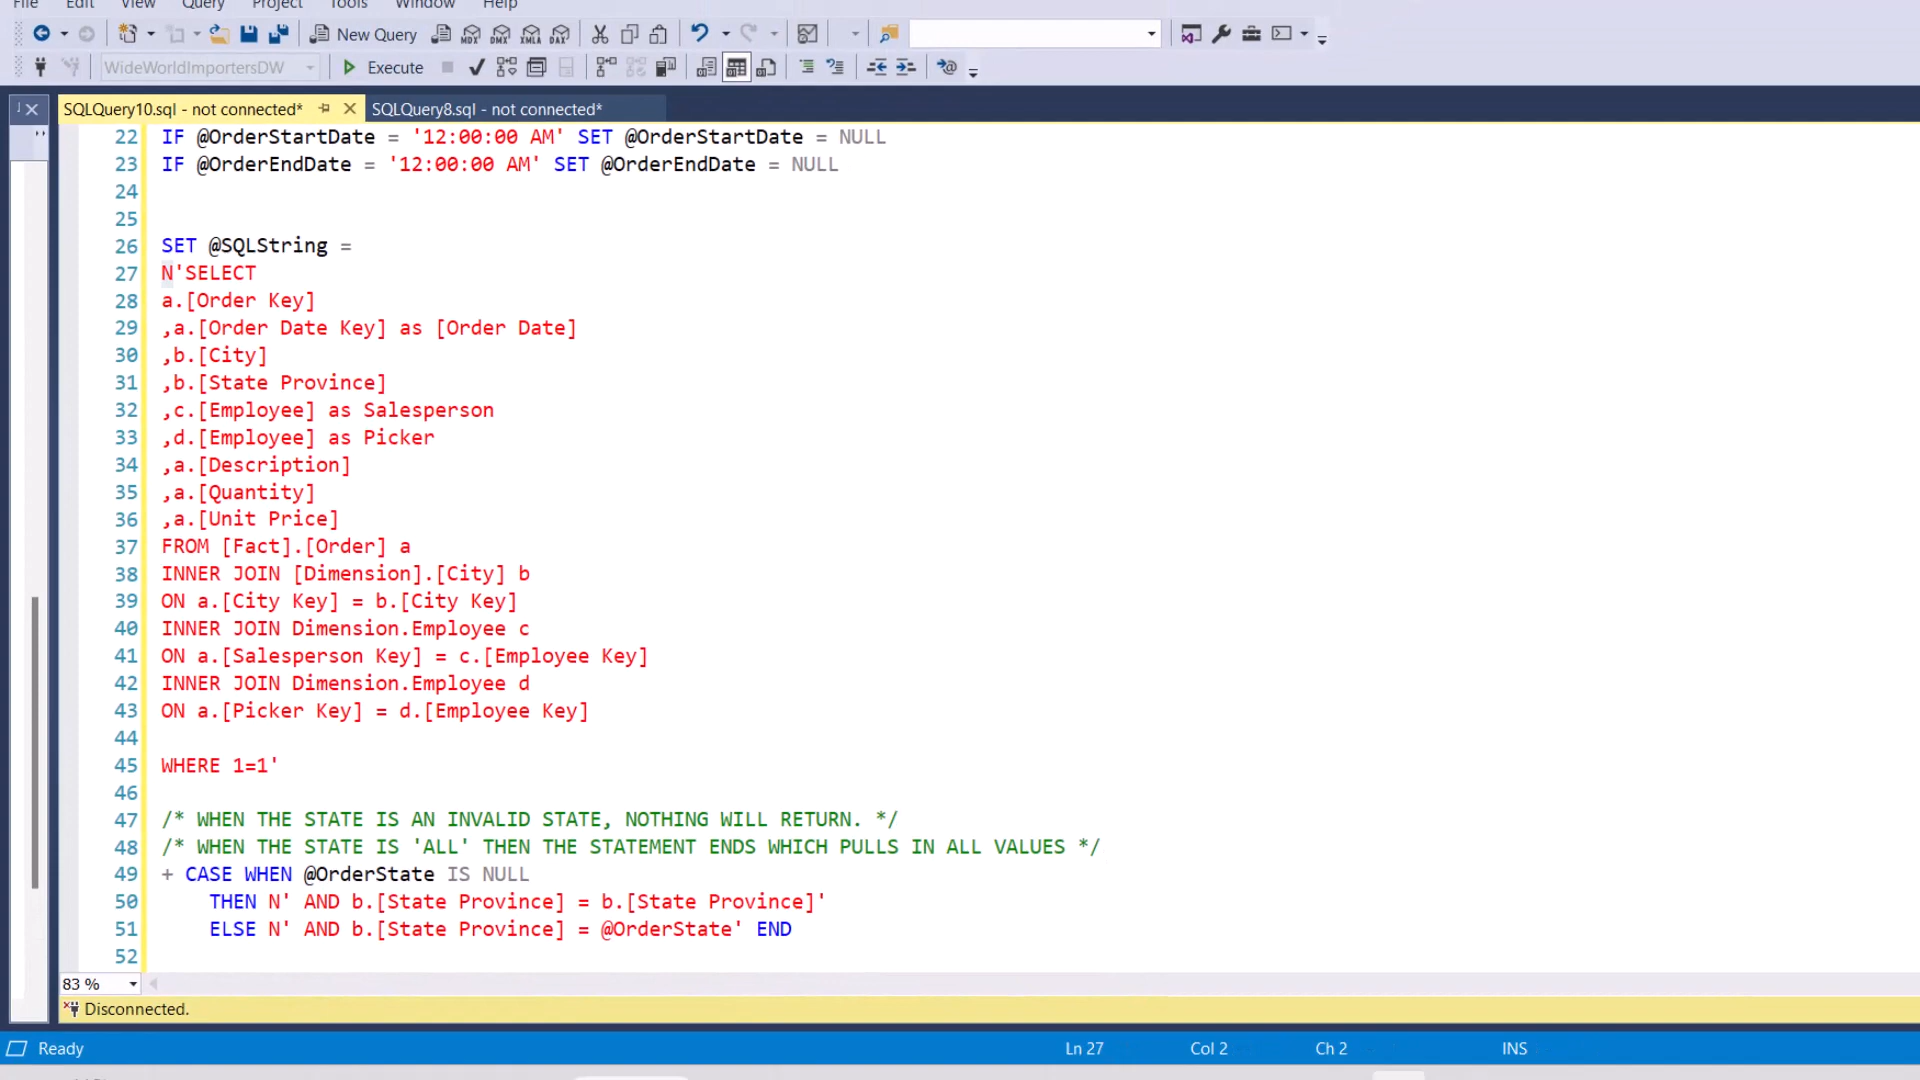 File Edit View Query Project Tools Window Help
New Query MDX DMX XMLA DAX
WideWorldImportersDW Execute
SQLQuery10.sql - not connected* SQLQuery8.sql - not connected*
22 IF @OrderStartDate = '12:00:00 AM' SET @OrderStartDate = NULL
23 IF @OrderEndDate = '12:00:00 AM' SET @OrderEndDate = NULL
24
25
26 SET @SQLString =
27 N'SELECT
28 a.[Order Key]
29 ,a.[Order Date Key] as [Order Date]
30 ,b.[City]
31 ,b.[State Province]
32 ,c.[Employee] as Salesperson
33 ,d.[Employee] as Picker
34 ,a.[Description]
35 ,a.[Quantity]
36 ,a.[Unit Price]
37 FROM [Fact].[Order] a
38 INNER JOIN [Dimension].[City] b
39 ON a.[City Key] = b.[City Key]
40 INNER JOIN Dimension.Employee c
41 ON a.[Salesperson Key] = c.[Employee Key]
42 INNER JOIN Dimension.Employee d
43 ON a.[Picker Key] = d.[Employee Key]
44
45 WHERE 1=1'
46
47 /* WHEN THE STATE IS AN INVALID STATE, NOTHING WILL RETURN. */
48 /* WHEN THE STATE IS 'ALL' THEN THE STATEMENT ENDS WHICH PULLS IN ALL VALUES */
49 + CASE WHEN @OrderState IS NULL
50 THEN N' AND b.[State Province] = b.[State Province]'
51 ELSE N' AND b.[State Province] = @OrderState' END
52
83 %
Disconnected.
Ready Ln 27 Col 2 Ch 2 INS